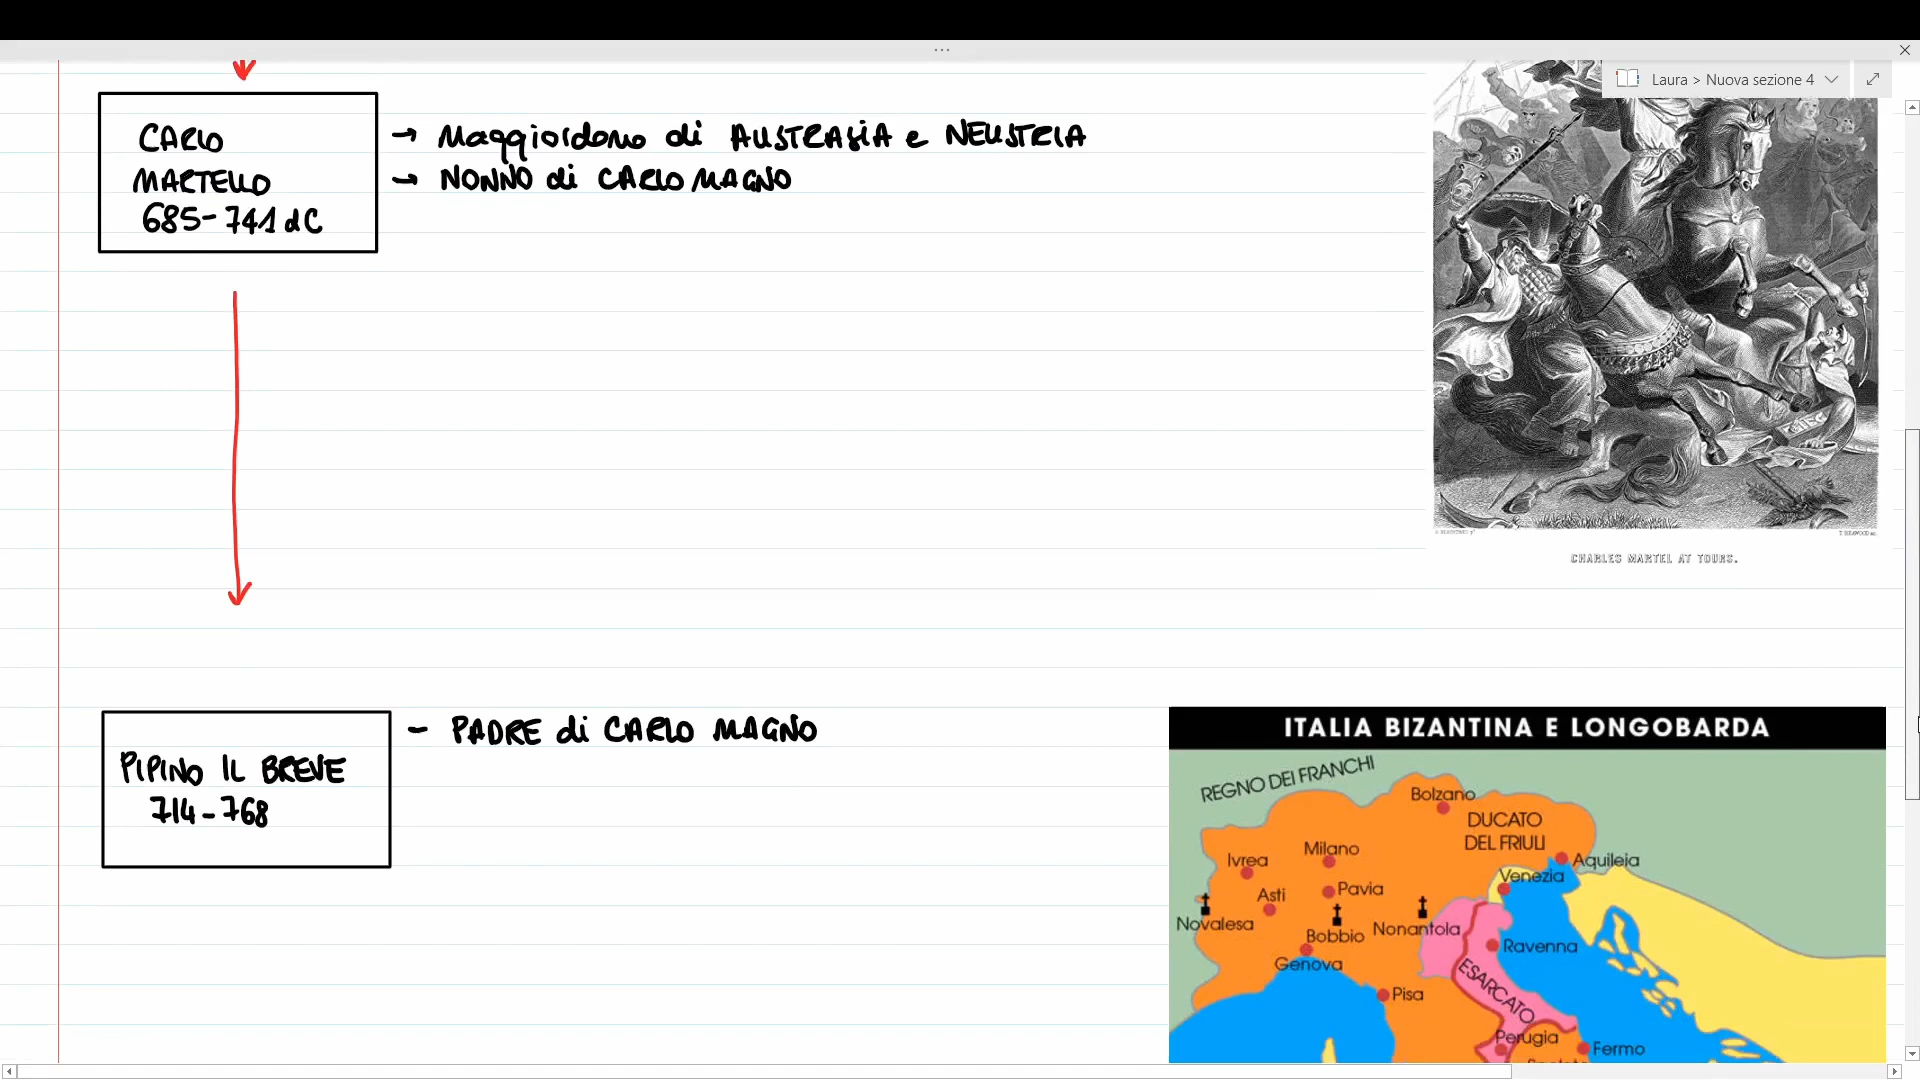 Laura > Nuova sezione 4
CARLO
MARTELLO
685-741 dC
→ Maggiordomo di AUSTRASIA e NEUSTRIA
→ NONNO di CARLO MAGNO
CHARLES MARTEL AT TOURS.
PIPINO IL BREVE
714-768
- PADRE di CARLO MAGNO
ITALIA BIZANTINA E LONGOBARDA
REGNO DEI FRANCHI
Bolzano
DUCATO
DEL FRIULI
Milano
Ivrea
Aquileia
Venezia
Asti
Pavia
Novalesa
Bobbio
Nonantola
Ravenna
Genova
ESARCATO
Pisa
Perugia
Fermo